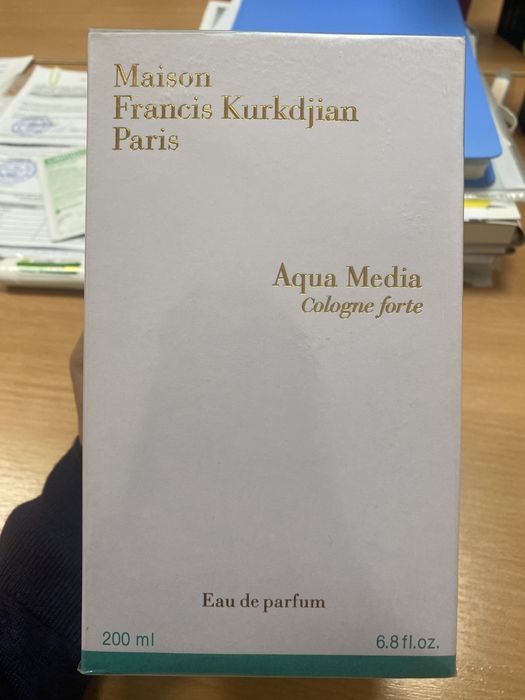 Maison
Francis Kurkdjian
Paris
Aqua Media
Cologne forte
Eau de parfum
200 ml
6.8 fl.oz.